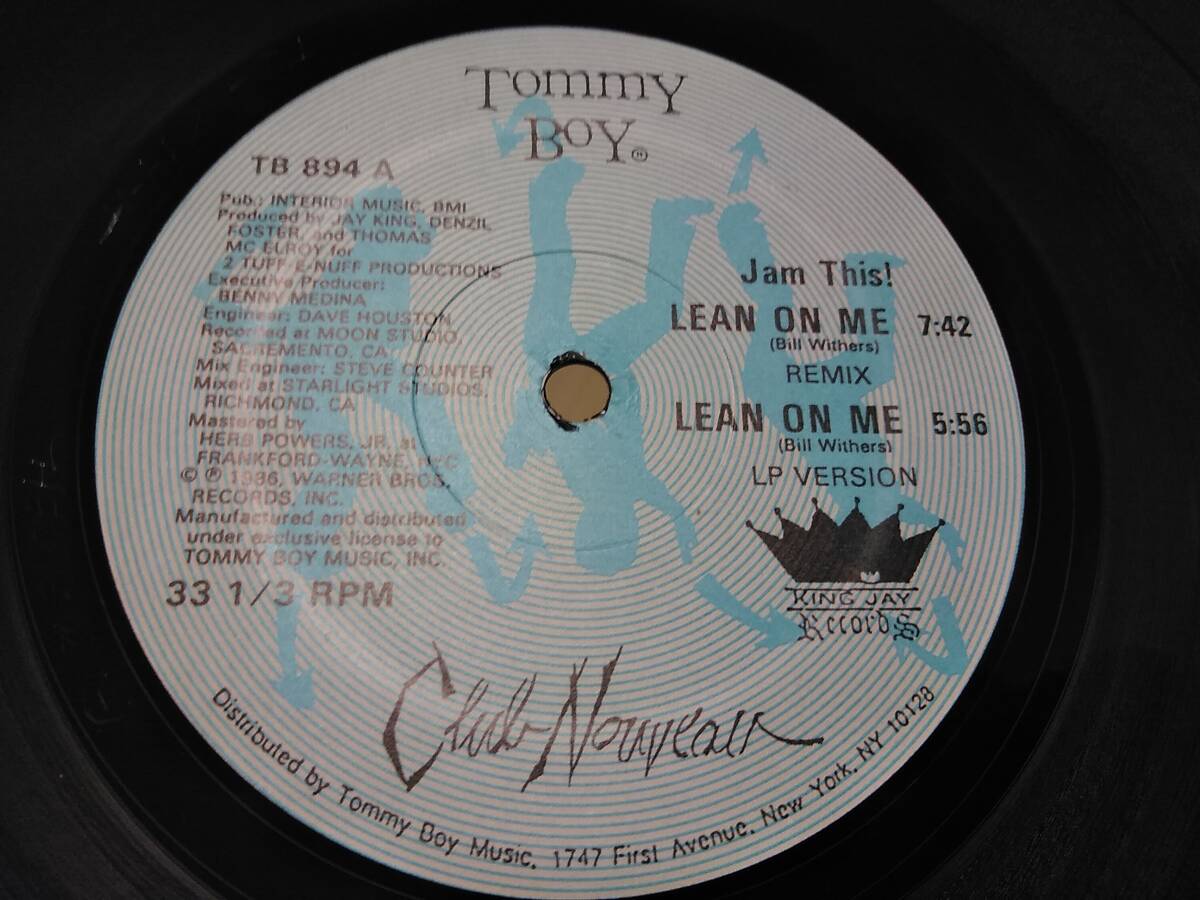 Tommy
Boy®
TB 894 A
Pub.: INTERIOR MUSIC, BMI
Produced by JAY KING, DENZIL
FOSTER, and THOMAS
MC ELROY for
2 TUFF-E-NUFF PRODUCTIONS
Executive Producer:
BENNY MEDINA
Engineer: DAVE HOUSTON
Recorded at MOON STUDIO,
SACREMENTO, CA
Mix Engineer: STEVE COUNTER
Mixed at STARLIGHT STUDIOS,
RICHMOND, CA
Mastered by
HERB POWERS, JR. at
FRANKFORD-WAYNE, NYC
© ℗ 1986, WARNER BROS.
RECORDS, INC.
Manufactured and distributed
under exclusive license to
TOMMY BOY MUSIC, INC.
33 1/3 RPM
Jam This!
LEAN ON ME 7:42
(Bill Withers)
REMIX
LEAN ON ME 5:56
(Bill Withers)
LP VERSION
KING JAY
Records
Club Nouveau
Distributed by Tommy Boy Music, 1747 First Avenue, New York, NY 10128